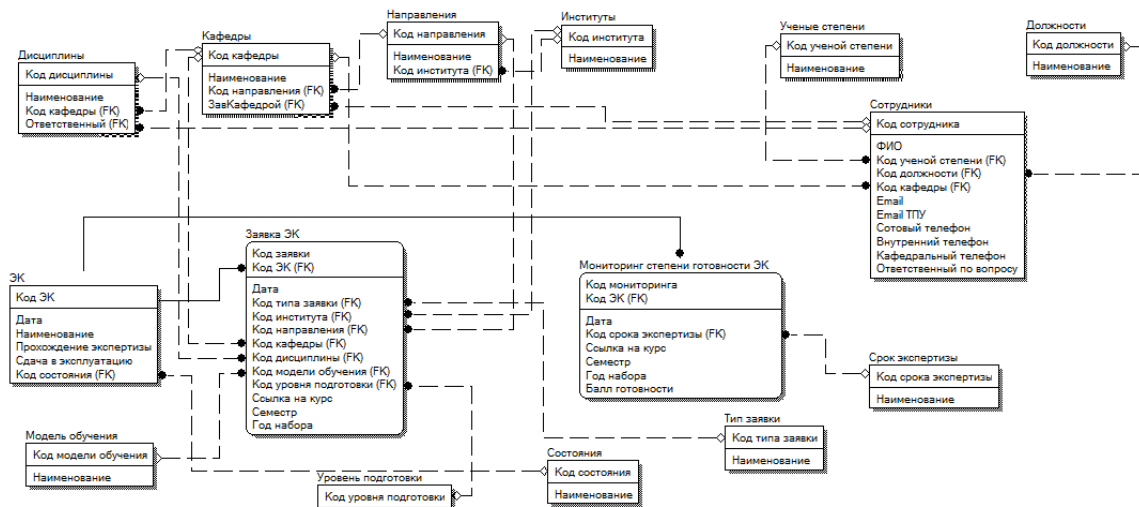 Дисциплины
Код дисциплины
Наименование
Код кафедры (FK)
Ответственный (FK)
Кафедры
Код кафедры
Наименование
Код направления (FK)
ЗавКафедрой (FK)
Направления
Код направления
Наименование
Код института (FK)
Институты
Код института
Наименование
Ученые степени
Код ученой степени
Наименование
Должности
Код должности
Наименование
Сотрудники
Код сотрудника
ФИО
Код ученой степени (FK)
Код должности (FK)
Код кафедры (FK)
Email
Email ТПУ
Сотовый телефон
Внутренний телефон
Кафедральный телефон
Ответственный по вопросу
ЭК
Код ЭК
Дата
Наименование
Прохождение экспертизы
Сдача в эксплуатацию
Код состояния (FK)
Заявка ЭК
Код заявки
Код ЭК (FK)
Дата
Код типа заявки (FK)
Код института (FK)
Код направления (FK)
Код кафедры (FK)
Код дисциплины (FK)
Код модели обучения (FK)
Код уровня подготовки (FK)
Ссылка на курс
Семестр
Год набора
Мониторинг степени готовности ЭК
Код мониторинга
Код ЭК (FK)
Дата
Код срока экспертизы (FK)
Ссылка на курс
Семестр
Год набора
Балл готовности
Срок экспертизы
Код срока экспертизы
Наименование
Модель обучения
Код модели обучения
Наименование
Уровень подготовки
Код уровня подготовки
Состояния
Код состояния
Наименование
Тип заявки
Код типа заявки
Наименование